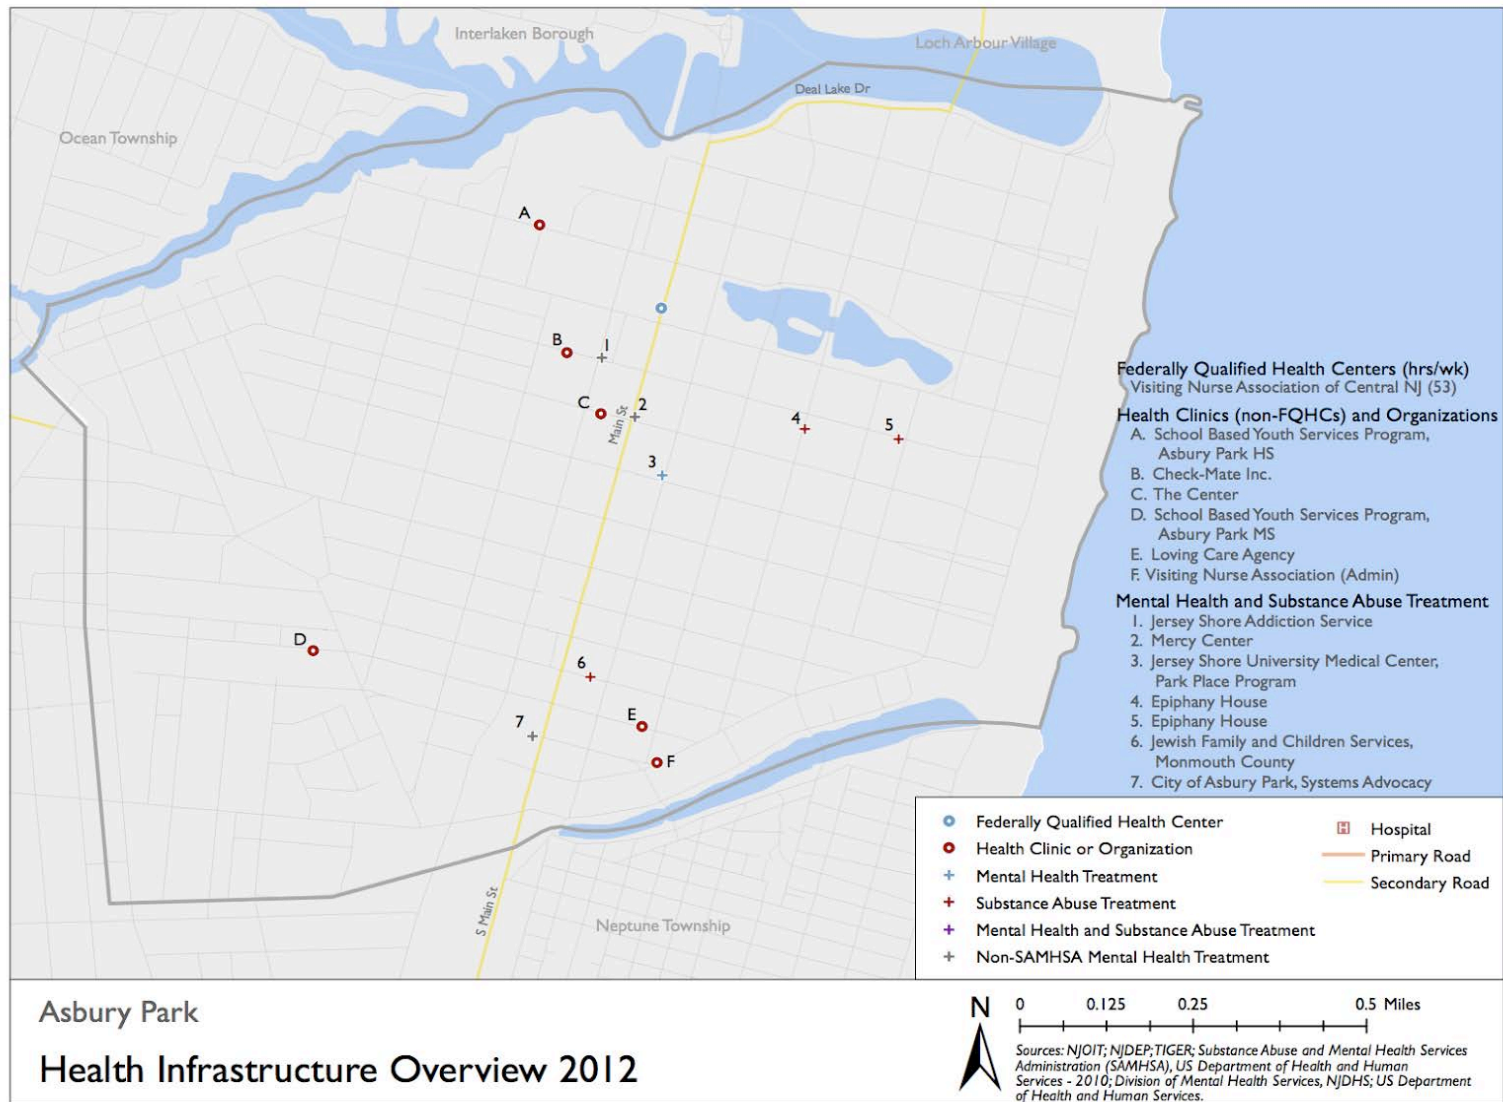 Interlaken Borough
Loch Arbour Village
Deal Lake Dr
Ocean Township
A
B
1
C
Main St
2
4
5
3
Federally Qualified Health Centers (hrs/wk)
Visiting Nurse Association of Central NJ (53)
Health Clinics (non-FQHCs) and Organizations
A. School Based Youth Services Program,
Asbury Park HS
B. Check-Mate Inc.
C. The Center
D. School Based Youth Services Program,
Asbury Park MS
E. Loving Care Agency
F. Visiting Nurse Association (Admin)
Mental Health and Substance Abuse Treatment
1. Jersey Shore Addiction Service
2. Mercy Center
3. Jersey Shore University Medical Center,
Park Place Program
4. Epiphany House
5. Epiphany House
6. Jewish Family and Children Services,
Monmouth County
7. City of Asbury Park, Systems Advocacy
D
6
E
7
F
S Main St
Neptune Township
Federally Qualified Health Center
Health Clinic or Organization
Mental Health Treatment
Substance Abuse Treatment
Mental Health and Substance Abuse Treatment
Non-SAMHSA Mental Health Treatment
H Hospital
Primary Road
Secondary Road
Asbury Park
Health Infrastructure Overview 2012
N
0 0.125 0.25 0.5 Miles
Sources: NJOIT; NJDEP; TIGER; Substance Abuse and Mental Health Services
Administration (SAMHSA), US Department of Health and Human
Services - 2010; Division of Mental Health Services, NJDHS; US Department
of Health and Human Services.